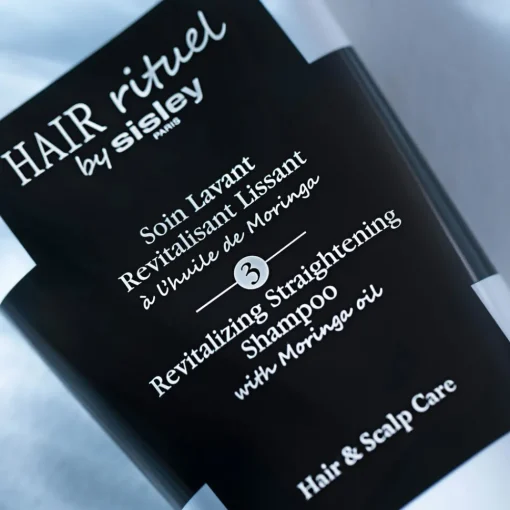 HAIR rituel
by sisley
PARIS
Soin Lavant
Revitalisant Lissant
à l'huile de Moringa
3
Revitalizing Straightening
Shampoo
with Moringa oil
Hair & Scalp Care